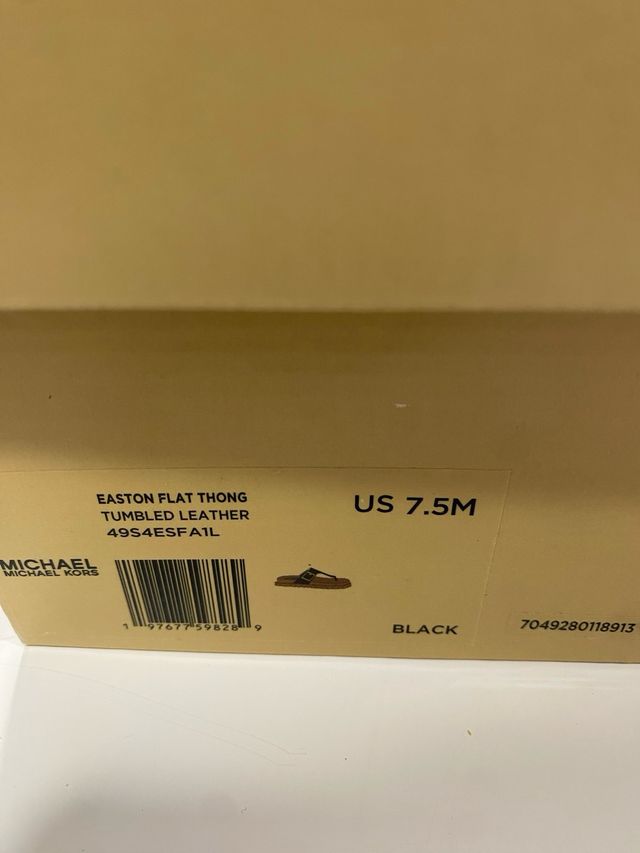 EASTON FLAT THONG
TUMBLED LEATHER
49S4ESFA1L
US 7.5M
MICHAEL
MICHAEL KORS
1 97677 59828 9
BLACK
7049280118913